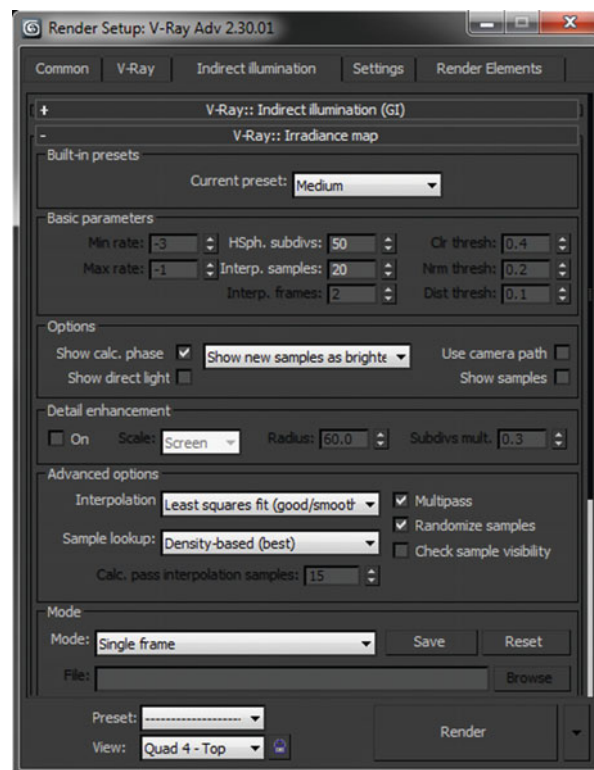 Render Setup: V-Ray Adv 2.30.01
Common V-Ray Indirect illumination Settings Render Elements
+ V-Ray:: Indirect illumination (GI)
- V-Ray:: Irradiance map
Built-in presets
Current preset: Medium
Basic parameters
Min rate: -3 HSph. subdivs: 50 Clr thresh: 0.4
Max rate: -1 Interp. samples: 20 Nrm thresh: 0.2
Interp. frames: 2 Dist thresh: 0.1
Options
Show calc. phase Show new samples as brighte Use camera path
Show direct light Show samples
Detail enhancement
On Scale: Screen Radius: 60.0 Subdivs mult. 0.3
Advanced options
Interpolation Least squares fit (good/smooth Multipass
Randomize samples
Sample lookup: Density-based (best) Check sample visibility
Calc. pass interpolation samples: 15
Mode
Mode: Single frame Save Reset
File: Browse
Preset: -------------------
Render
View: Quad 4 - Top